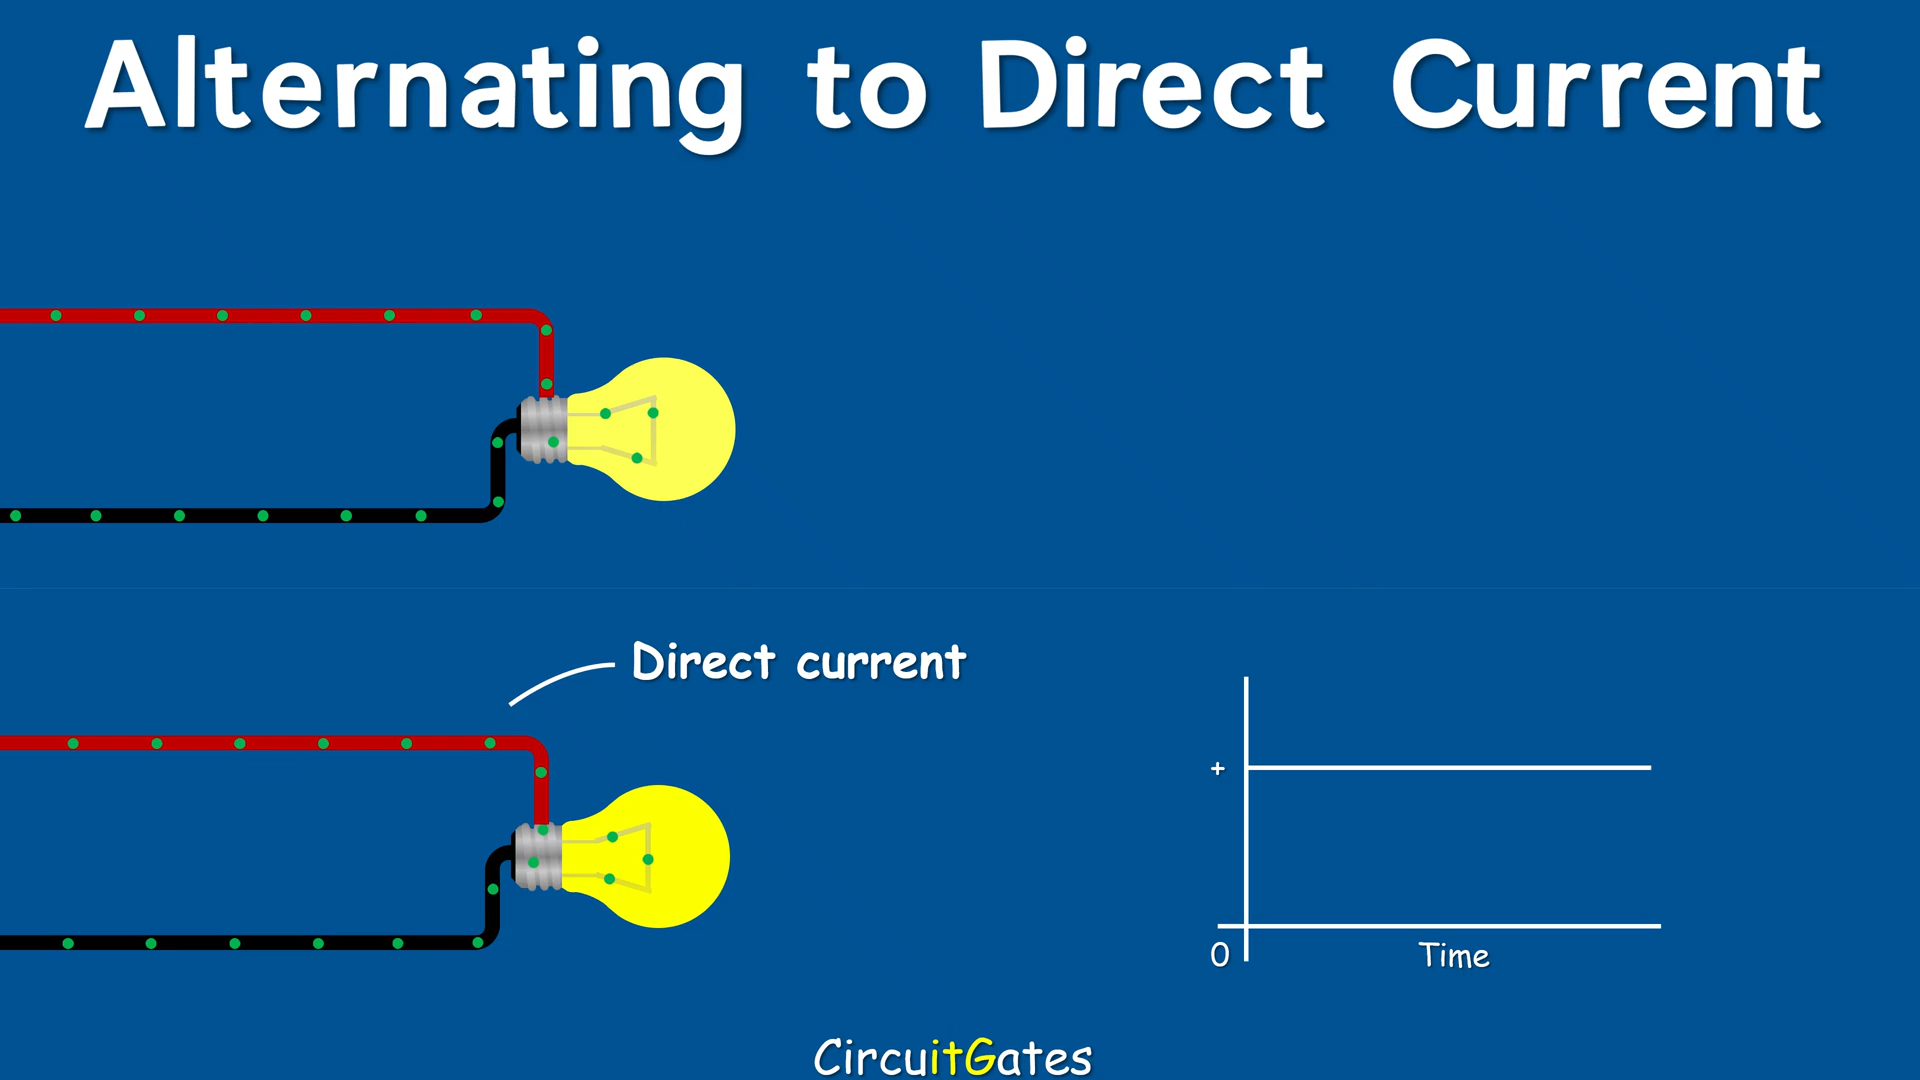 Alternating to Direct Current
Direct current
+
0
Time
CircuitGates